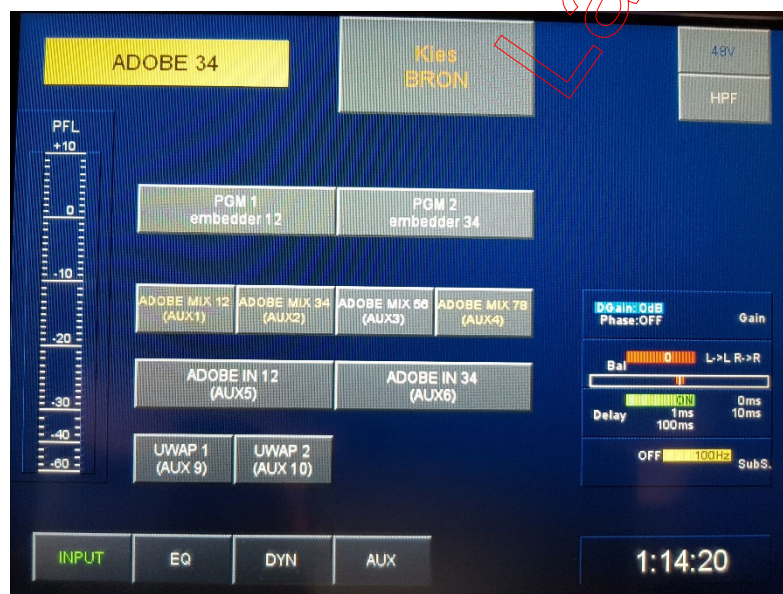 ADOBE 34
Kies
BRON
48V
HPF
PFL
+10
0
-10
-20
-30
-40
-60
PGM 1
embedder 12
PGM 2
embedder 34
ADOBE MIX 12
(AUX1)
ADOBE MIX 34
(AUX2)
ADOBE MIX 56
(AUX3)
ADOBE MIX 78
(AUX4)
ADOBE IN 12
(AUX5)
ADOBE IN 34
(AUX6)
UWAP 1
(AUX 9)
UWAP 2
(AUX 10)
DGain: 0dB
Phase:OFF Gain
Bal 0 L->L R->R
ON 0ms
Delay 1ms 10ms
100ms
OFF 100Hz SubS.
INPUT
EQ
DYN
AUX
1:14:20